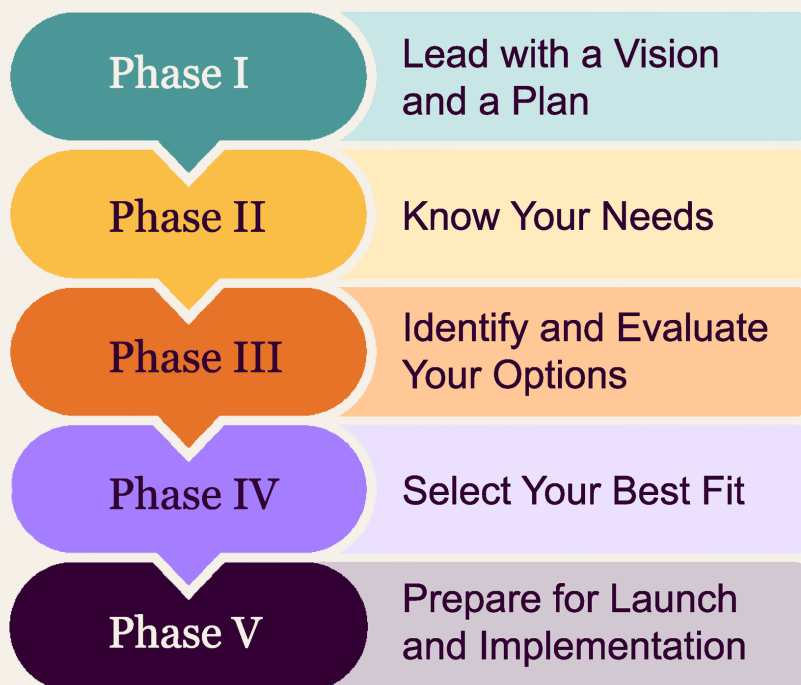 Phase I
Lead with a Vision
and a Plan
Phase II
Know Your Needs
Phase III
Identify and Evaluate
Your Options
Phase IV
Select Your Best Fit
Phase V
Prepare for Launch
and Implementation